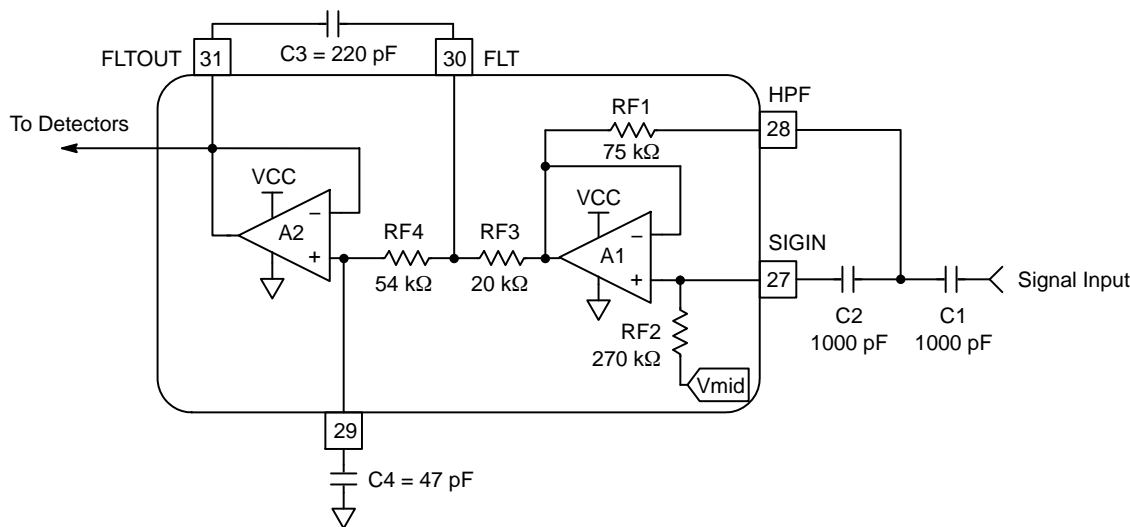 FLTOUT
31
C3 = 220 pF
30
FLT
To Detectors
HPF
28
RF1
75 kΩ
VCC
A2
−
+
RF4
54 kΩ
RF3
20 kΩ
VCC
A1
−
+
SIGIN
27
Signal Input
C2
1000 pF
C1
1000 pF
RF2
270 kΩ
Vmid
29
C4 = 47 pF